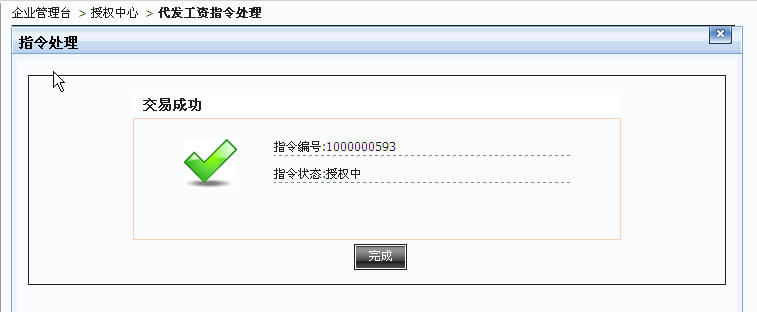 企业管理台 > 授权中心 > 代发工资指令处理
指令处理
交易成功
指令编号:1000000593
指令状态:授权中
完成